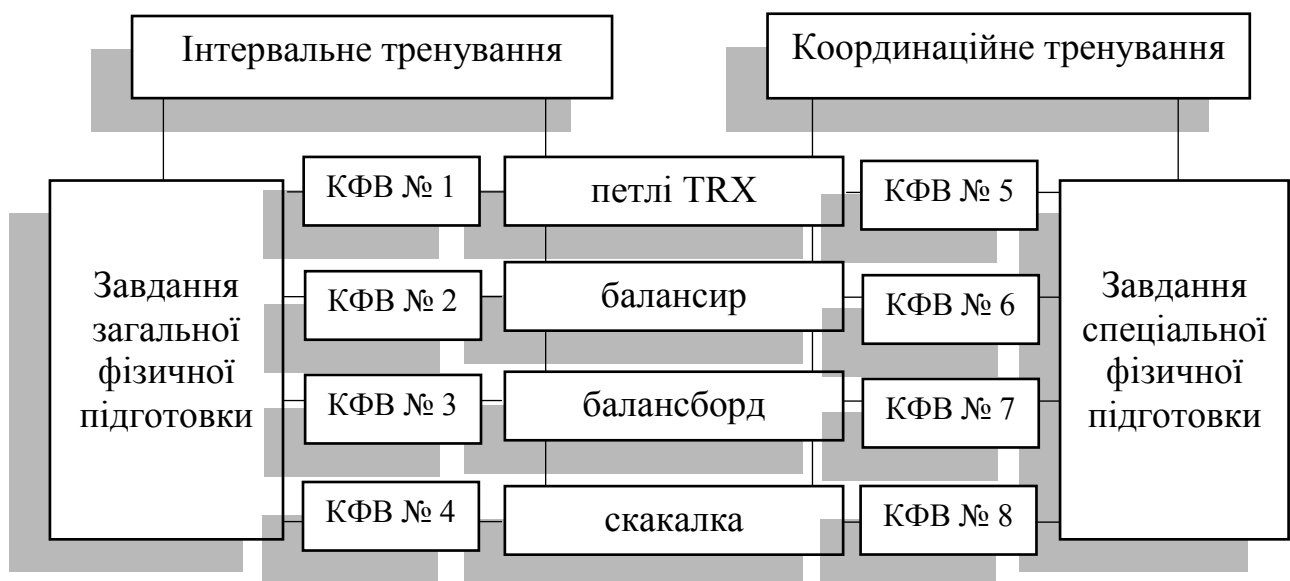 Інтервальне тренування
Координаційне тренування
КФВ № 1
петлі TRX
КФВ № 5
Завдання
загальної
фізичної
підготовки
КФВ № 2
балансир
КФВ № 6
Завдання
спеціальної
фізичної
підготовки
КФВ № 3
балансборд
КФВ № 7
КФВ № 4
скакалка
КФВ № 8